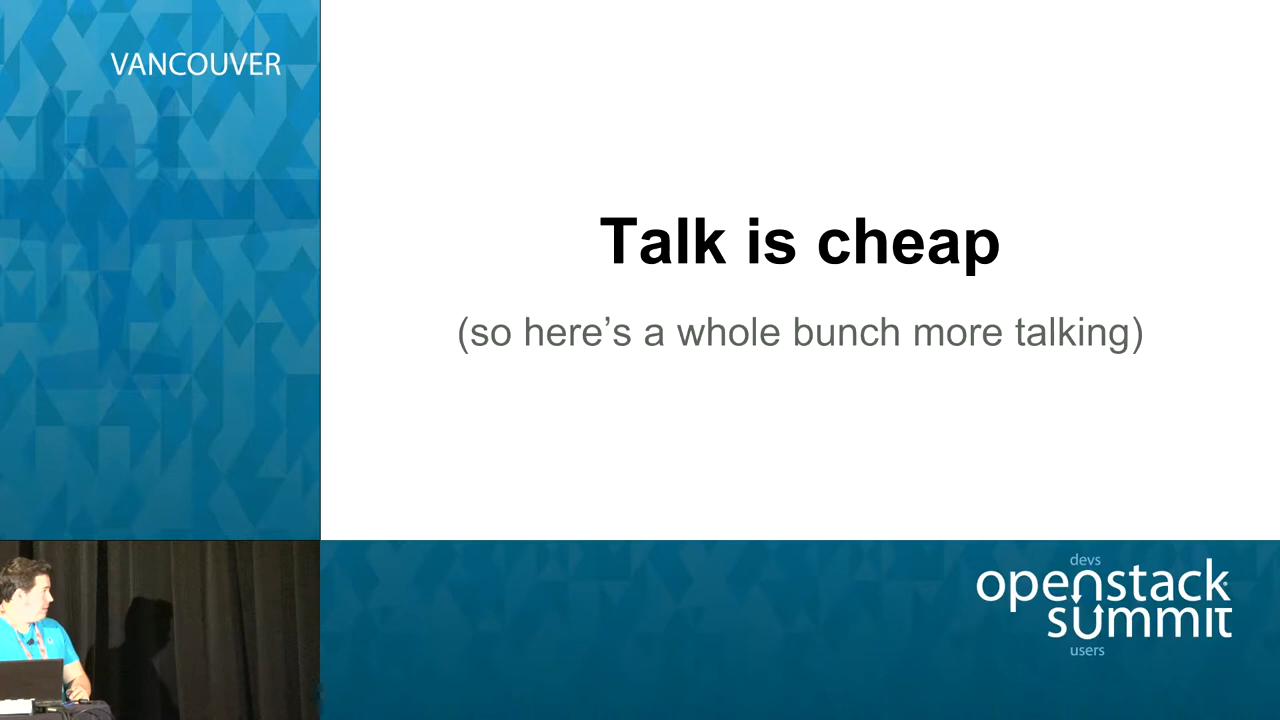 VANCOUVER
Talk is cheap
(so here’s a whole bunch more talking)
devs
openstack
summit
users